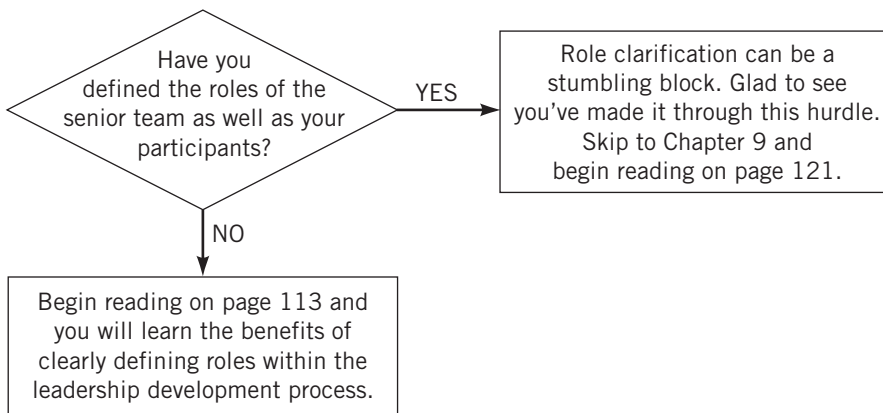 Have you
defined the roles of the
senior team as well as your
participants?
YES
Role clarification can be a
stumbling block. Glad to see
you’ve made it through this hurdle.
Skip to Chapter 9 and
begin reading on page 121.
NO
Begin reading on page 113 and
you will learn the benefits of
clearly defining roles within the
leadership development process.